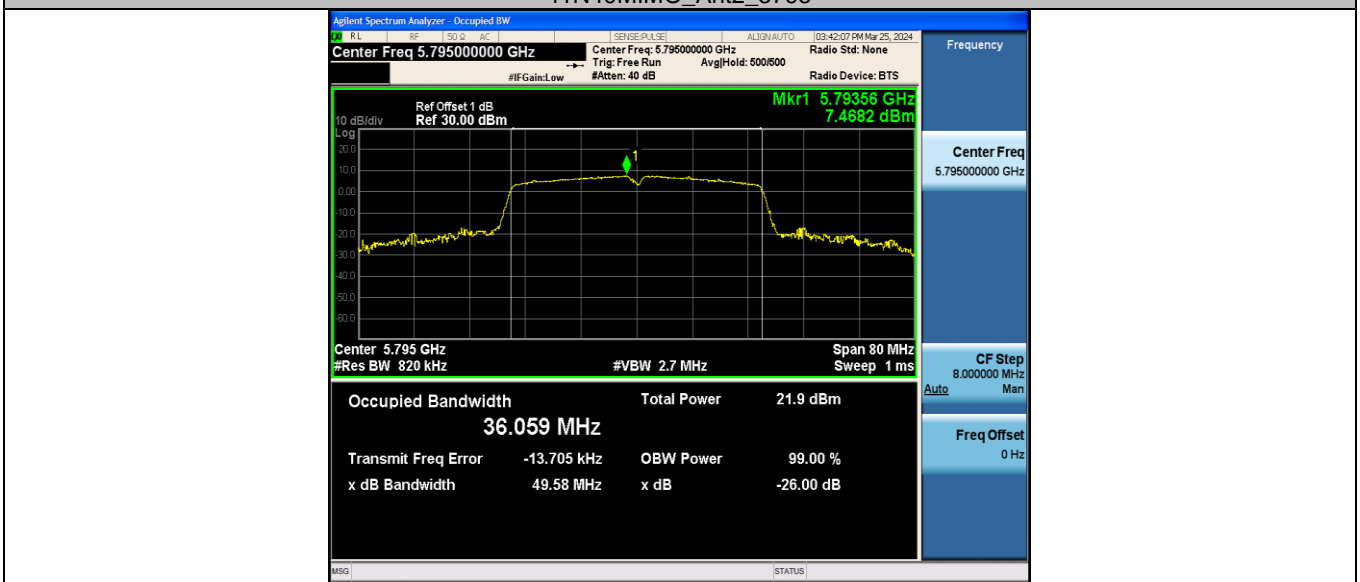 Agilent Spectrum Analyzer - Occupied BW
RL RF 50 Ω AC SENSE:PULSE ALIGN AUTO 03:42:07 PM Mar 25, 2024
Center Freq 5.795000000 GHz
Center Freq: 5.795000000 GHz
Radio Std: None
Trig: Free Run Avg|Hold: 500/500
#IFGain:Low #Atten: 40 dB Radio Device: BTS
Mkr1 5.79356 GHz
7.4682 dBm
Ref Offset 1 dB
10 dB/div Ref 30.00 dBm
Log
20.0
10.0
0.00
-10.0
-20.0
-30.0
-40.0
-50.0
-60.0
1
Center 5.795 GHz Span 80 MHz
#Res BW 820 kHz #VBW 2.7 MHz Sweep 1 ms
Occupied Bandwidth Total Power 21.9 dBm
36.059 MHz
Transmit Freq Error -13.705 kHz OBW Power 99.00 %
x dB Bandwidth 49.58 MHz x dB -26.00 dB
Frequency
Center Freq
5.795000000 GHz
CF Step
8.000000 MHz
Auto Man
Freq Offset
0 Hz
MSG STATUS